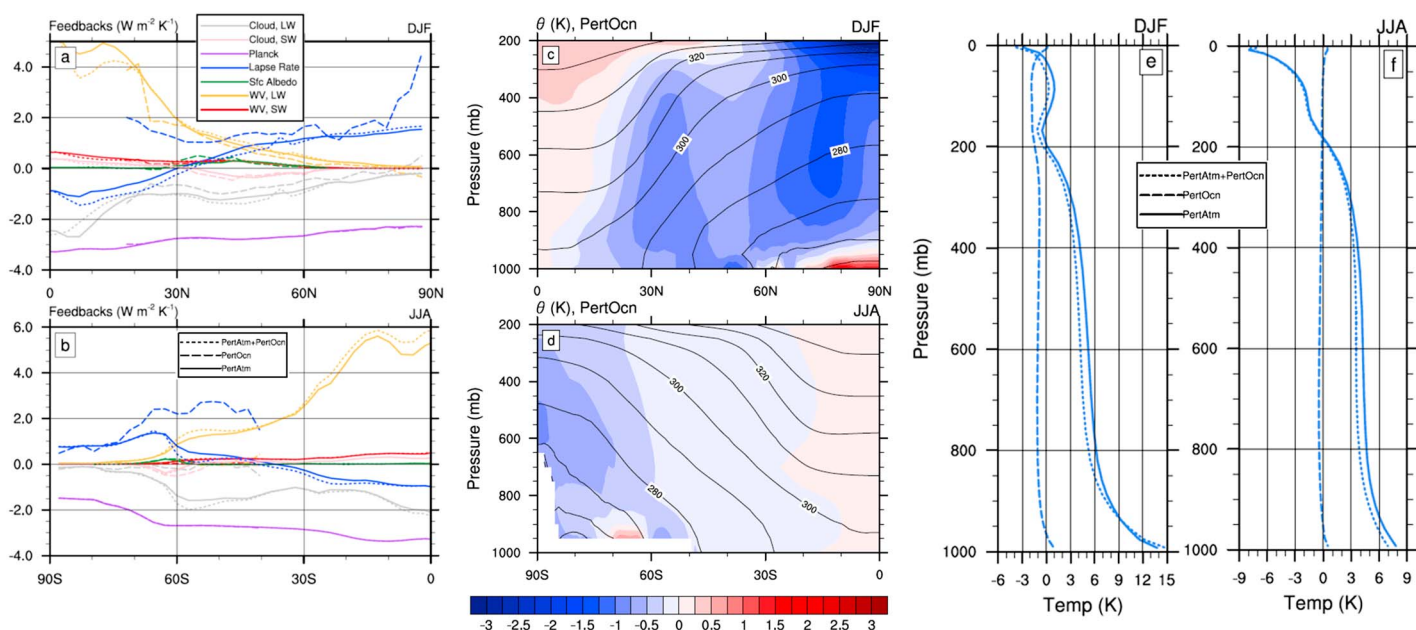 Feedbacks (W m⁻² K⁻¹) DJF
a
Cloud, LW
Cloud, SW
Planck
Lapse Rate
Sfc Albedo
WV, LW
WV, SW
4.0
2.0
0.0
-2.0
-4.0
0 30N 60N 90N
Feedbacks (W m⁻² K⁻¹) JJA
b
PertAtm+PertOcn
PertOcn
PertAtm
6.0
4.0
2.0
0.0
-2.0
-4.0
90S 60S 30S 0
θ (K), PertOcn DJF
c
Pressure (mb)
200
400
600
800
1000
320
300
300
280
0 30N 60N 90N
θ (K), PertOcn JJA
d
Pressure (mb)
200
400
600
800
1000
320
300
280
300
90S 60S 30S 0
-3 -2.5 -2 -1.5 -1 -0.5 0 0.5 1 1.5 2 2.5 3
DJF
e
Pressure (mb)
0
200
400
600
800
1000
-6 -3 0 3 6 9 12 15
Temp (K)
PertAtm+PertOcn
PertOcn
PertAtm
JJA
f
0
200
400
600
800
1000
-9 -6 -3 0 3 6 9
Temp (K)